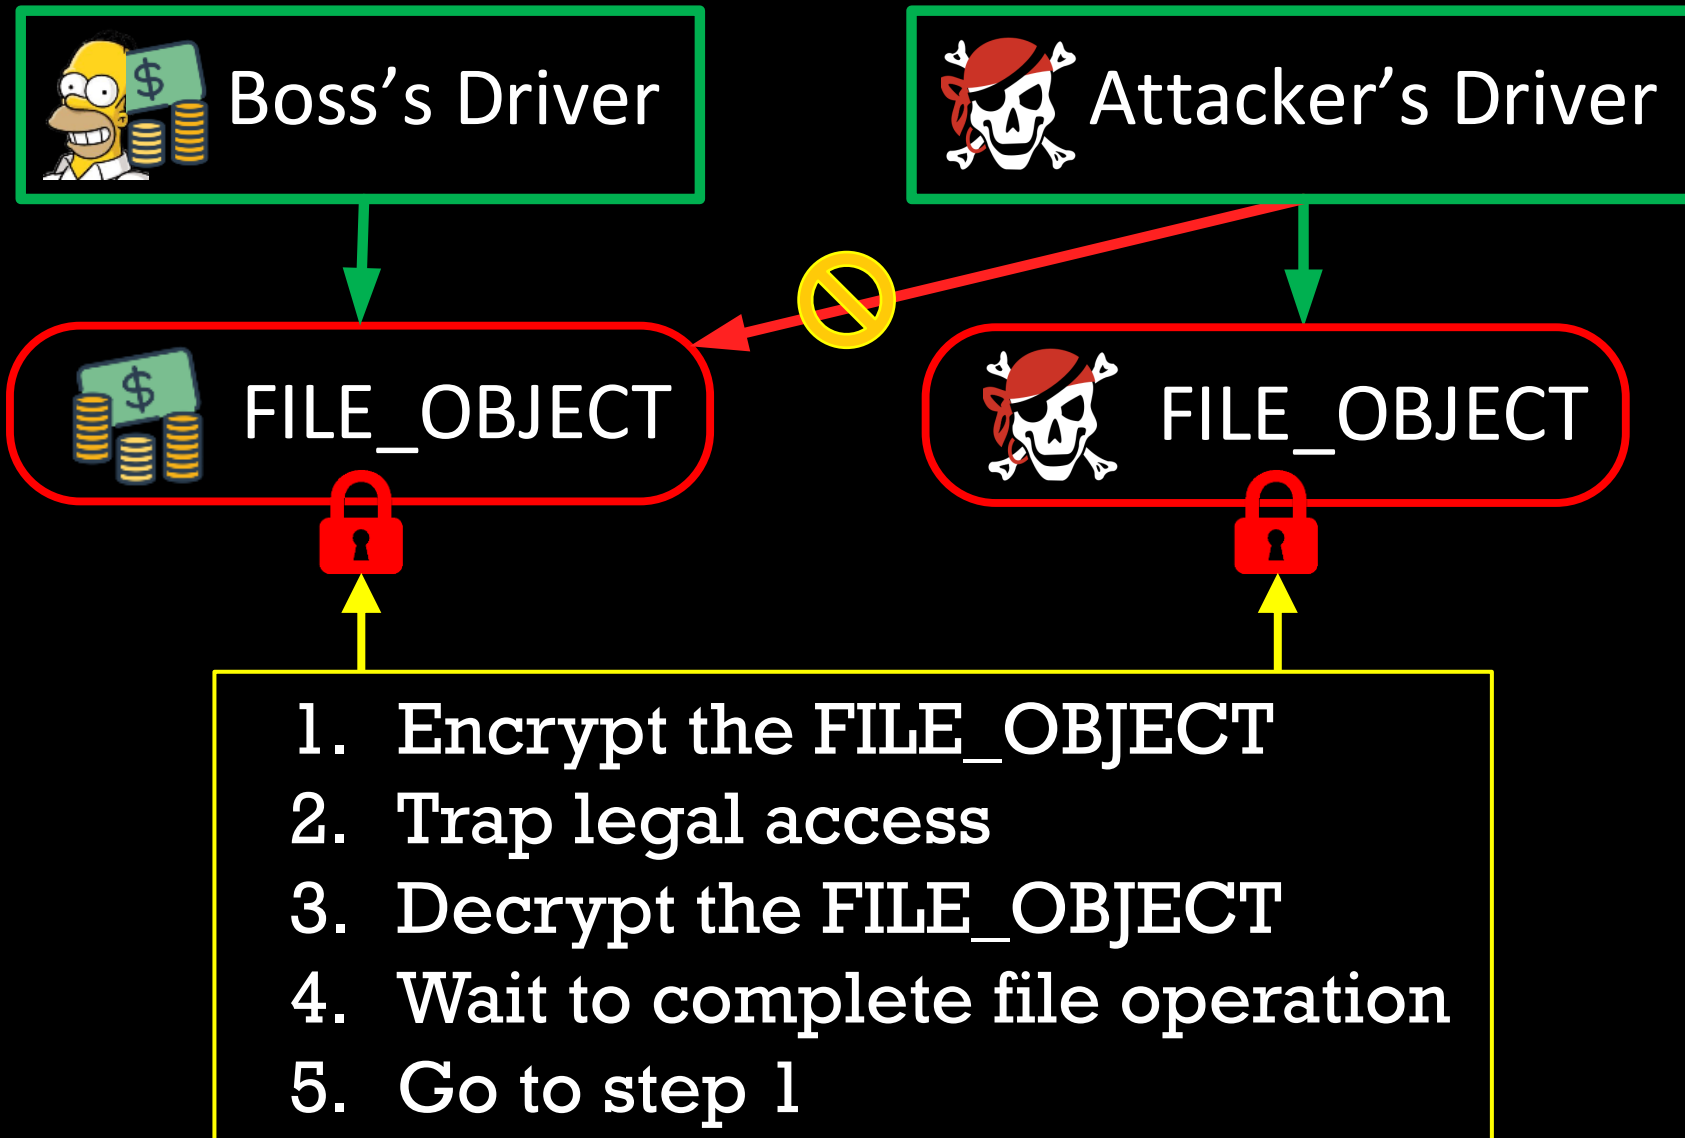 Boss’s Driver
Attacker’s Driver
FILE_OBJECT
FILE_OBJECT
1. Encrypt the FILE_OBJECT
2. Trap legal access
3. Decrypt the FILE_OBJECT
4. Wait to complete file operation
5. Go to step 1